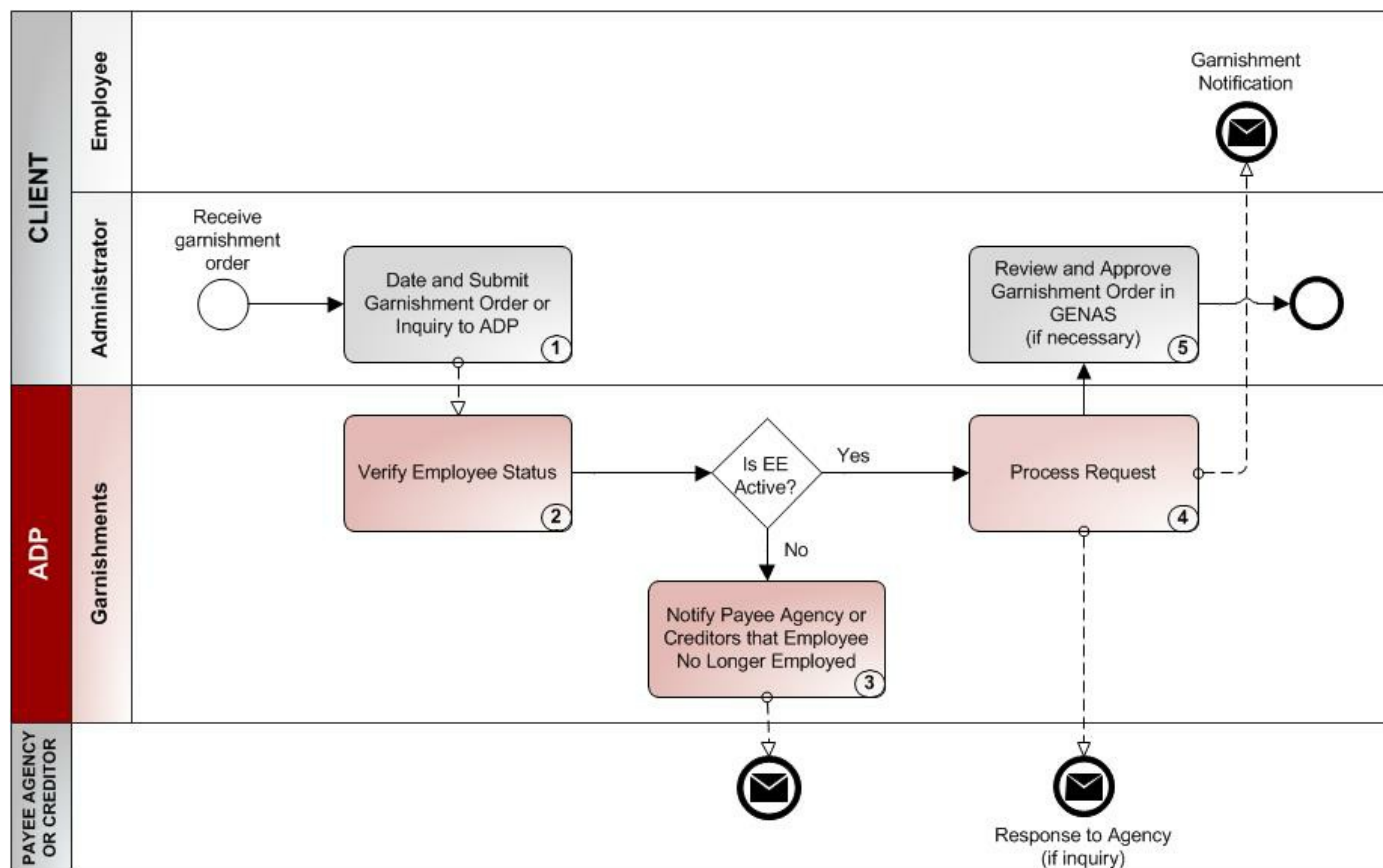 CLIENT
Employee
Garnishment
Notification
Administrator
Receive
garnishment
order
Date and Submit
Garnishment Order or
Inquiry to ADP
1
Review and Approve
Garnishment Order in
GENAS
(if necessary)
5
ADP
Garnishments
Verify Employee Status
2
Is EE
Active?
Yes
No
Process Request
4
Notify Payee Agency or
Creditors that Employee
No Longer Employed
3
PAYEE AGENCY
OR CREDITOR
Response to Agency
(if inquiry)